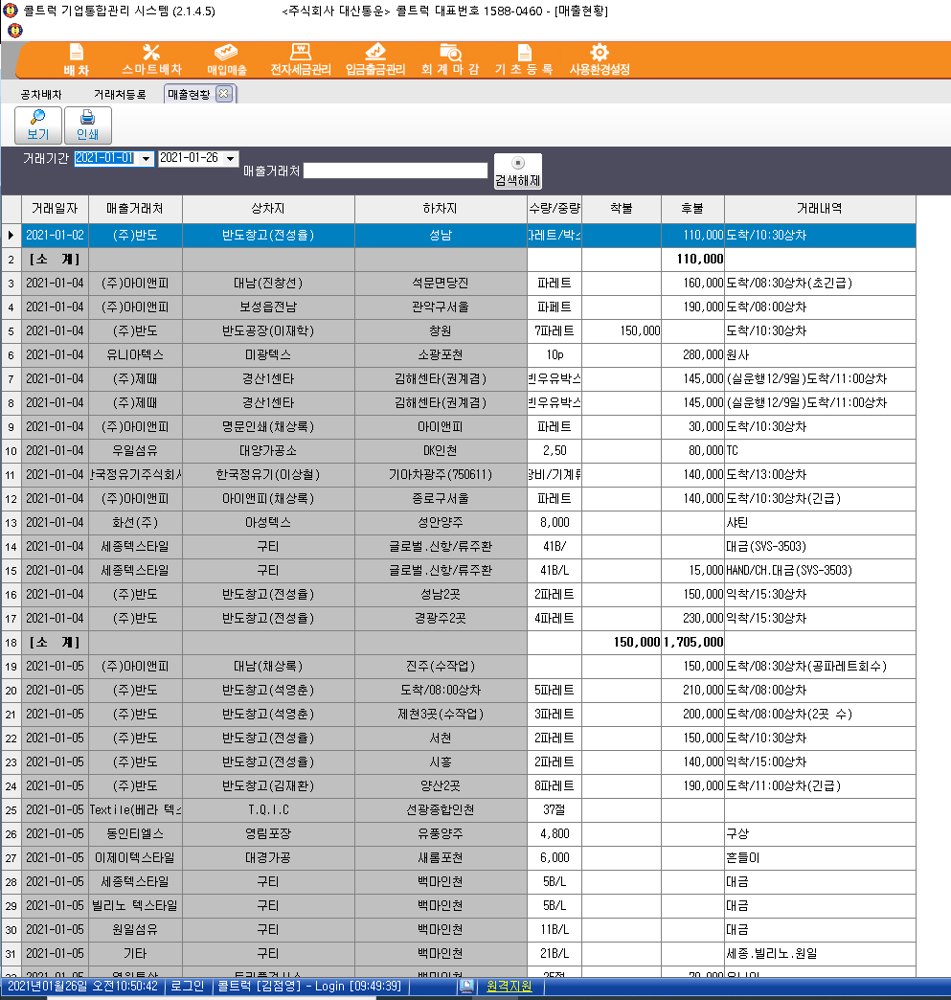 콜트럭 기업통합관리 시스템 (2.1.4.5) <주식회사 대산통운> 콜트럭 대표번호 1588-0460 - [매출현황]
배차 스마트배차 매입매출 전자세금관리 입금출금관리 회 계 마 감 기 초 등 록 사용환경설정
공차배차 거래처등록 매출현황
보기 인쇄
거래기간 2021-01-01 2021-01-26 매출거래처 검색해제
거래일자 매출거래처 상차지 하차지 수량/중량 착불 후불 거래내역
2021-01-02 (주)반도 반도창고(전성율)성남 파레트/박스 110,000 도착/10:30상차
2 [소 계] 110,000
3 2021-01-04 (주)아이앤피 대남(진창선) 석문면당진 파레트 160,000 도착/08:30상차(초긴급)
4 2021-01-04 (주)아이앤피 보성읍전남 관악구서울 파페트 190,000 도착/08:00상차
5 2021-01-04 (주)반도 반도공장(이재학) 창원 7파레트 150,000 도착/10:30상차
6 2021-01-04 유니아텍스 미광텍스 소광포천 10p 280,000 원사
7 2021-01-04 (주)제때 경산1센타 김해센타(권계겸) 빈우유박스 145,000 (실운행12/9일)도착/11:00상차
8 2021-01-04 (주)제때 경산1센타 김해센타(권계겸) 빈우유박스 145,000 (실운행12/9일)도착/11:00상차
9 2021-01-04 (주)아이앤피 명문인쇄(채상록) 아이앤피 파레트 30,000 도착/10:30상차
10 2021-01-04 우일섬유 대양가공소 DK인천 2,50 80,000 TC
11 2021-01-04 한국정유기주식회사 한국정유기(이상철) 기아차광주(750611) 장비/기계류 140,000 도착/13:00상차
12 2021-01-04 (주)아이앤피 아이앤피(채상록) 종로구서울 파레트 140,000 도착/10:30상차(긴급)
13 2021-01-04 화선(주) 아성텍스 성안양주 8,000 샤틴
14 2021-01-04 세종텍스타일 구티 글로벌.신항/류주환 41B/ 대금(SVS-3503)
15 2021-01-04 세종텍스타일 구티 글로벌.신항/류주환 41B/L 15,000 HAND/CH.대금(SVS-3503)
16 2021-01-04 (주)반도 반도창고(전성율) 성남2곳 2파레트 150,000 익착/15:30상차
17 2021-01-04 (주)반도 반도창고(전성율) 경광주2곳 4파레트 230,000 익착/15:30상차
18 [소 계] 150,000 1,705,000
19 2021-01-05 (주)아이앤피 대남(채상록) 진주(수작업) 150,000 도착/08:30상차(공파레트회수)
20 2021-01-05 (주)반도 반도창고(석영춘) 도착/08:00상차 5파레트 210,000 도착/08:00상차
21 2021-01-05 (주)반도 반도창고(석영춘) 제천3곳(수작업) 3파레트 200,000 도착/08:00상차(2곳 수)
22 2021-01-05 (주)반도 반도창고(전성율) 서천 2파레트 150,000 도착/10:30상차
23 2021-01-05 (주)반도 반도창고(전성율) 시흥 2파레트 140,000 익착/15:00상차
24 2021-01-05 (주)반도 반도창고(김재환) 양산2곳 8파레트 190,000 도착/11:00상차(긴급)
25 2021-01-05 Textile(베라 텍스 T.Q.I.C 선광종합인천 37절
26 2021-01-05 동인티엘스 영림포장 유풍양주 4,800 구상
27 2021-01-05 이제이텍스타일 대경가공 새롬포천 6,000 흔들이
28 2021-01-05 세종텍스타일 구티 백마인천 5B/L 대금
29 2021-01-05 빌리노 텍스타일 구티 백마인천 5B/L 대금
30 2021-01-05 원일섬유 구티 백마인천 11B/L 대금
31 2021-01-05 기타 구티 백마인천 21B/L 세종.빌리노.원일
2021년01월26일 오전10:50:42 로그인 콜트럭 [김점영] - Login [09:49:39] 원격지원